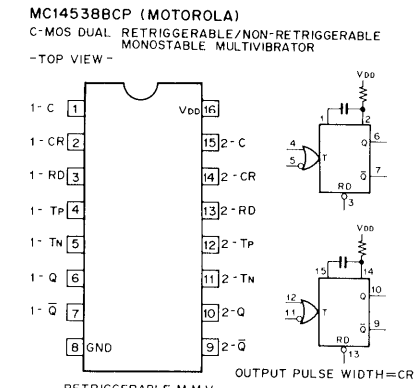 MC14538BCP (MOTOROLA)
C-MOS DUAL RETRIGGERABLE/NON-RETRIGGERABLE
MONOSTABLE MULTIVIBRATOR
- TOP VIEW -
1- C 1 VDD 16
1- CR 2 15 2- C
1- RD 3 14 2- CR
1- TP 4 13 2- RD
1- TN 5 12 2- TP
1- Q 6 11 2- TN
1- Q̅ 7 10 2- Q
8 GND 9 2- Q̅
VDD
1 2
4 Q 6
5 T
Q̅ 7
RD
3
VDD
15 14
12 Q 10
11 T
Q̅ 9
RD
13
OUTPUT PULSE WIDTH=CR
RETRIGGERABLE M.M.V